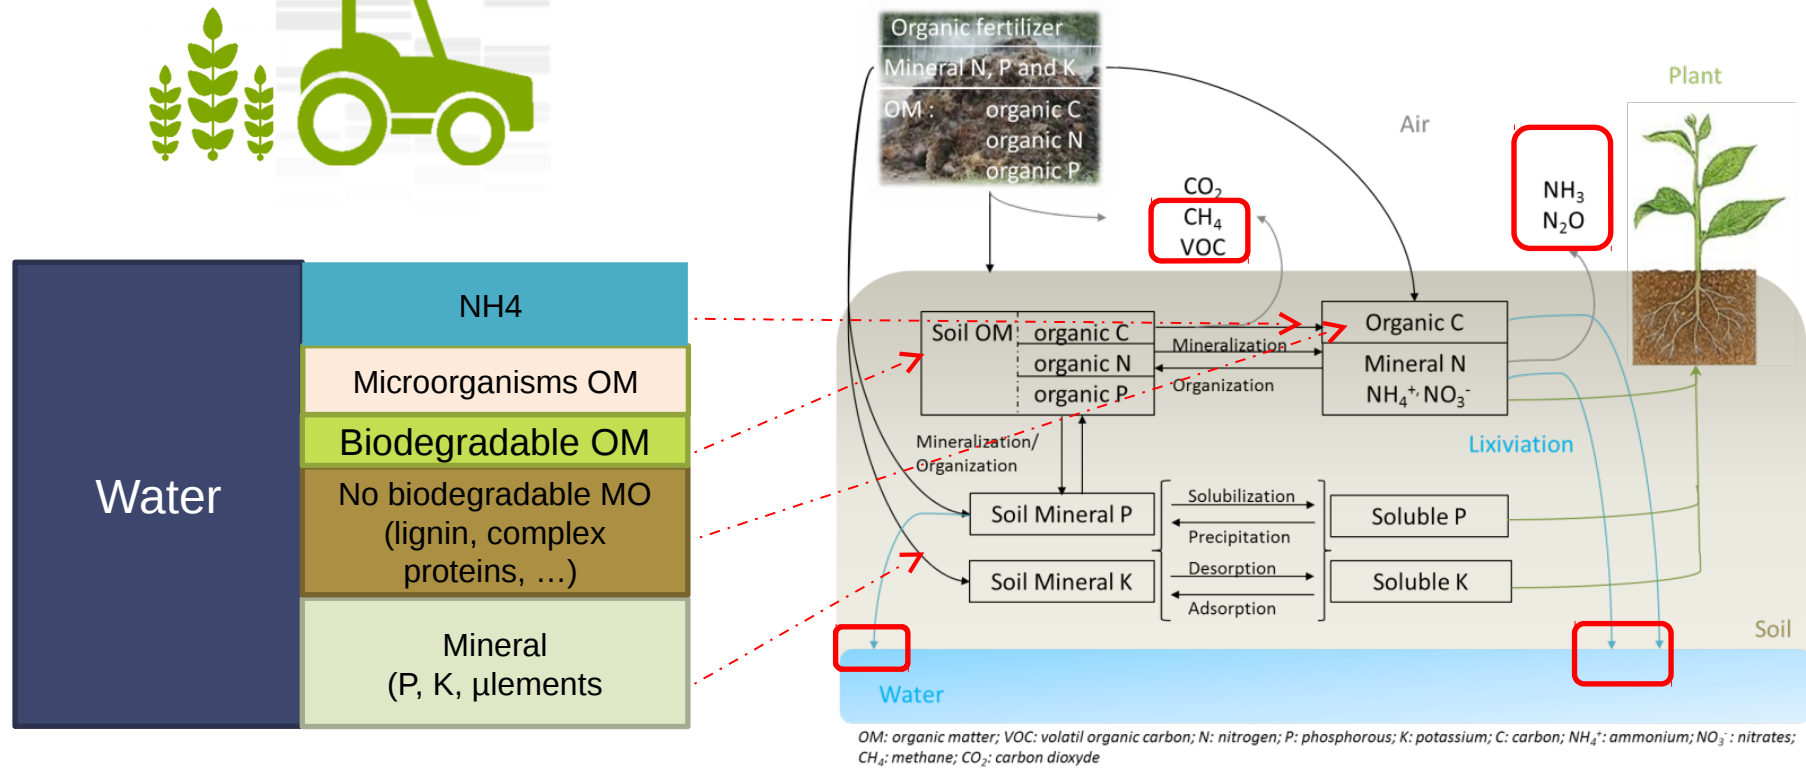 Organic fertilizer
Mineral N, P and K
OM :
organic C
organic N
organic P
Plant
Air
CO₂
CH₄
VOC
NH₃
N₂O
Water
NH4
Microorganisms OM
Biodegradable OM
No biodegradable MO
(lignin, complex
proteins, …)
Mineral
(P, K, µlements
Soil OM
organic C
organic N
organic P
Mineralization
Organization
Organic C
Mineral N
NH₄⁺, NO₃⁻
Mineralization/
Organization
Lixiviation
Soil Mineral P
Solubilization
Precipitation
Soluble P
Soil Mineral K
Desorption
Adsorption
Soluble K
Soil
Water
OM: organic matter; VOC: volatil organic carbon; N: nitrogen; P: phosphorous; K: potassium; C: carbon; NH₄⁺: ammonium; NO₃⁻ : nitrates;
CH₄: methane; CO₂: carbon dioxyde